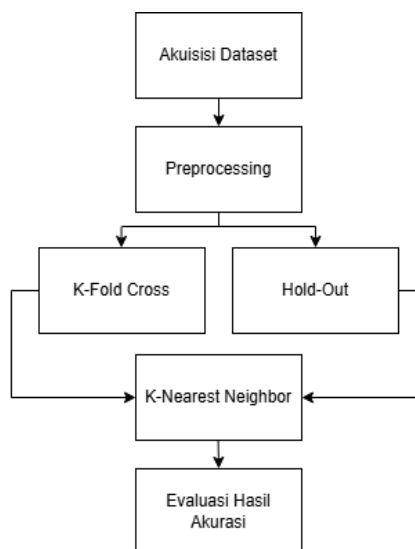 Akuisisi Dataset
Preprocessing
K-Fold Cross
Hold-Out
K-Nearest Neighbor
Evaluasi Hasil
Akurasi